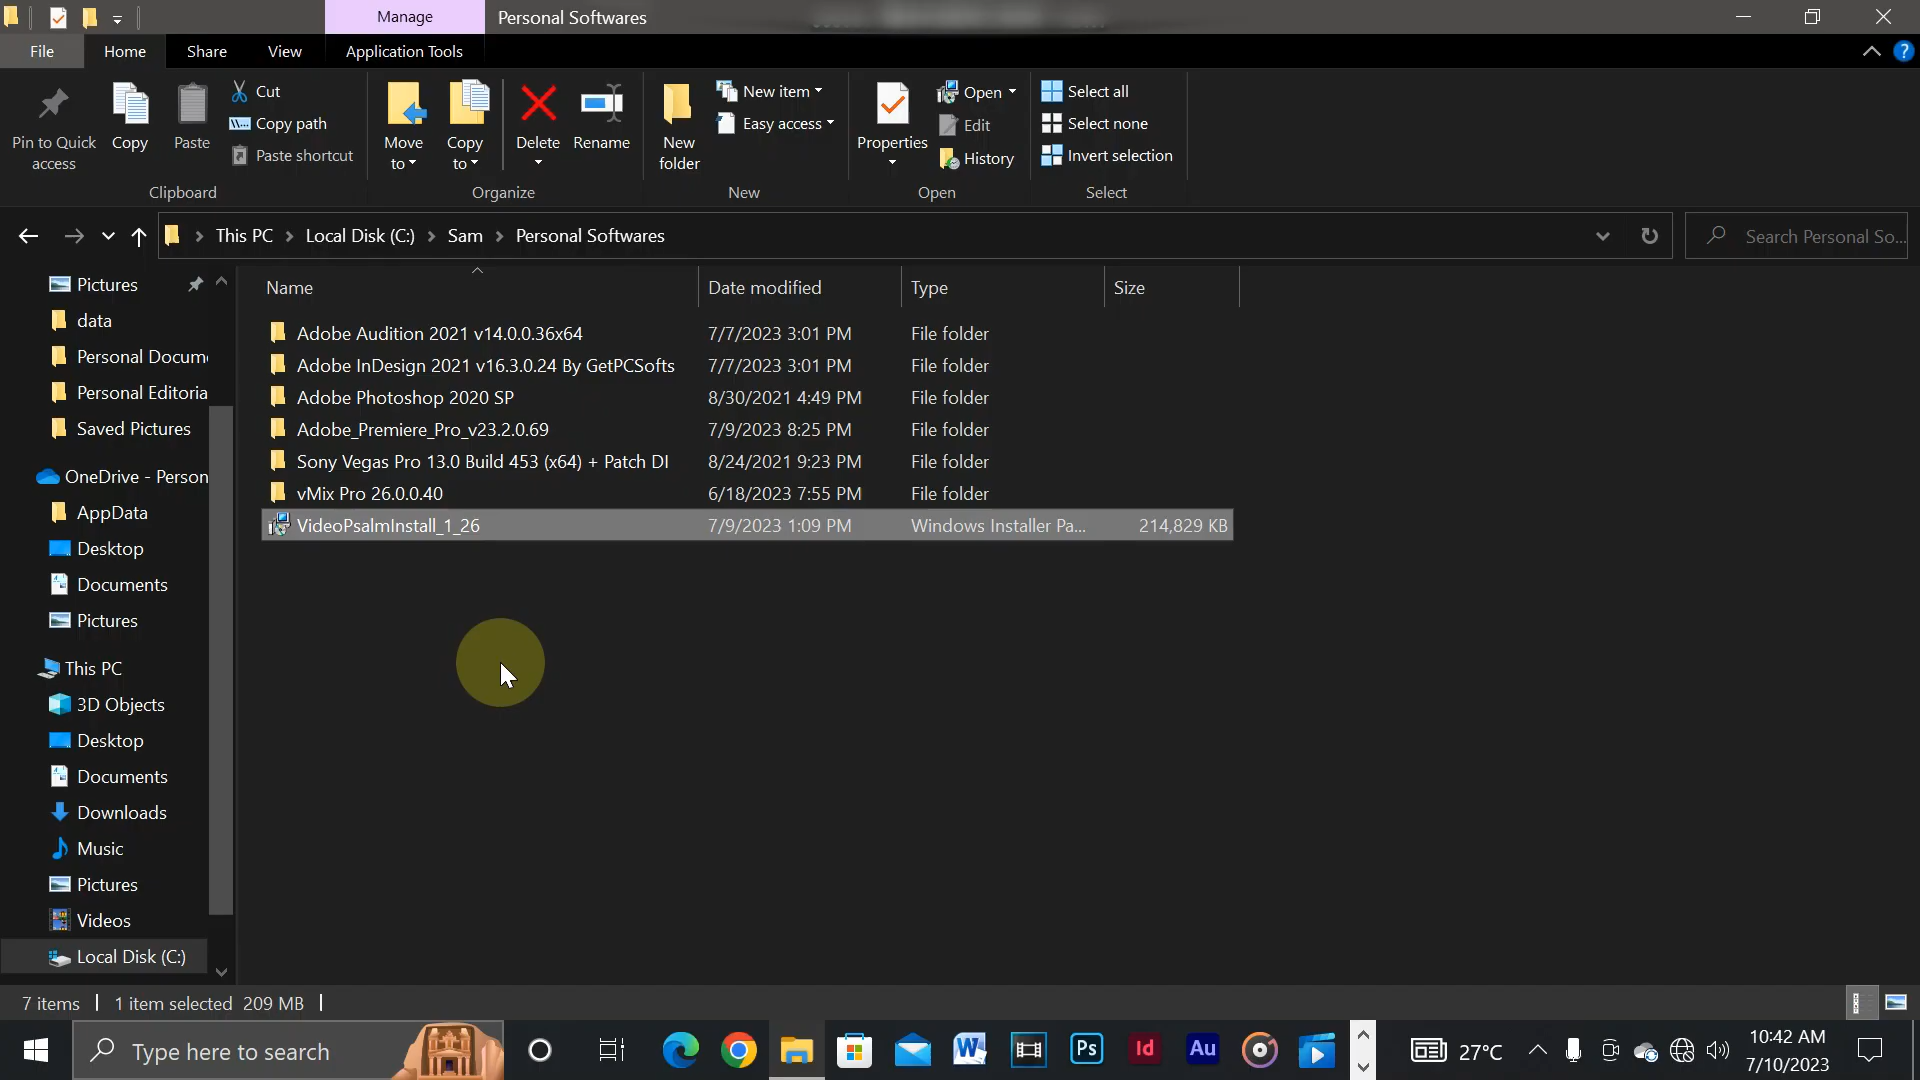 Manage
Personal Softwares
File
Home
Share
View
Application Tools
Pin to Quick access
Copy
Paste
Cut
Copy path
Paste shortcut
Clipboard
Move to
Copy to
Delete
Rename
Organize
New folder
New item
Easy access
New
Properties
Open
Edit
History
Open
Select all
Select none
Invert selection
Select
This PC
Local Disk (C:)
Sam
Personal Softwares
Search Personal So...
Pictures
data
Personal Docum
Personal Editoria
Saved Pictures
OneDrive - Person
AppData
Desktop
Documents
Pictures
This PC
3D Objects
Desktop
Documents
Downloads
Music
Pictures
Videos
Local Disk (C:)
Name Date modified Type Size
Adobe Audition 2021 v14.0.0.36x64 7/7/2023 3:01 PM File folder
Adobe InDesign 2021 v16.3.0.24 By GetPCSofts 7/7/2023 3:01 PM File folder
Adobe Photoshop 2020 SP 8/30/2021 4:49 PM File folder
Adobe_Premiere_Pro_v23.2.0.69 7/9/2023 8:25 PM File folder
Sony Vegas Pro 13.0 Build 453 (x64) + Patch DI 8/24/2021 9:23 PM File folder
vMix Pro 26.0.0.40 6/18/2023 7:55 PM File folder
VideoPsalmInstall_1_26 7/9/2023 1:09 PM Windows Installer Pa... 214,829 KB
7 items 1 item selected 209 MB
Type here to search
W
Ps
Id
Au
27°C
10:42 AM
7/10/2023